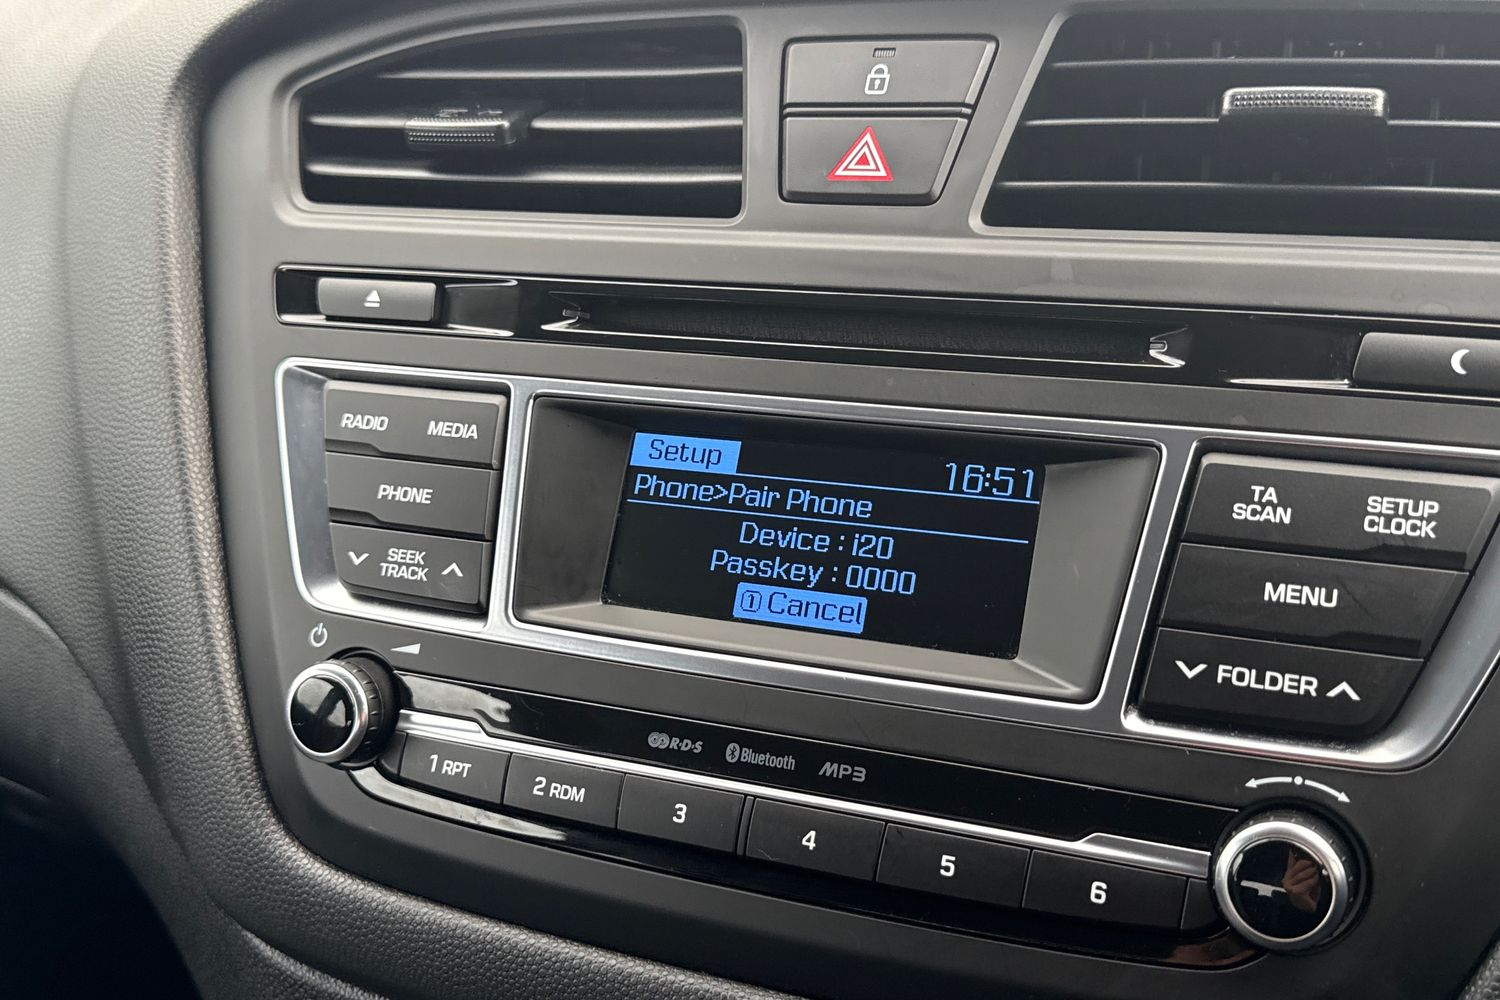 RADIO MEDIA
PHONE
SEEK
TRACK
Setup 16:51
Phone>Pair Phone
Device : i20
Passkey : 0000
1 Cancel
TA
SCAN
SETUP
CLOCK
MENU
FOLDER
R·D·S Bluetooth MP3
1 RPT
2 RDM
3
4
5
6